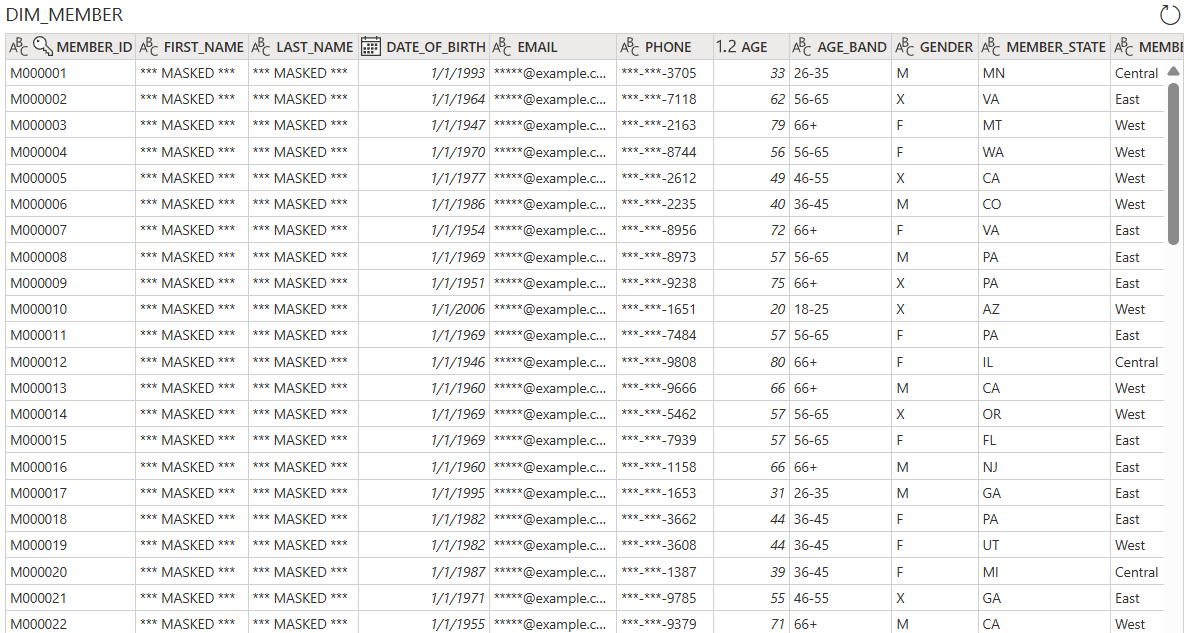 DIM_MEMBER
MEMBER_ID FIRST_NAME LAST_NAME DATE_OF_BIRTH EMAIL PHONE 1.2 AGE AGE_BAND GENDER MEMBER_STATE MEMBE
M000001 *** MASKED *** *** MASKED *** 1/1/1993 *****@example.c... ***-***-3705 33 26-35 M MN Central
M000002 *** MASKED *** *** MASKED *** 1/1/1964 *****@example.c... ***-***-7118 62 56-65 X VA East
M000003 *** MASKED *** *** MASKED *** 1/1/1947 *****@example.c... ***-***-2163 79 66+ F MT West
M000004 *** MASKED *** *** MASKED *** 1/1/1970 *****@example.c... ***-***-8744 56 56-65 F WA West
M000005 *** MASKED *** *** MASKED *** 1/1/1977 *****@example.c... ***-***-2612 49 46-55 X CA West
M000006 *** MASKED *** *** MASKED *** 1/1/1986 *****@example.c... ***-***-2235 40 36-45 M CO West
M000007 *** MASKED *** *** MASKED *** 1/1/1954 *****@example.c... ***-***-8956 72 66+ F VA East
M000008 *** MASKED *** *** MASKED *** 1/1/1969 *****@example.c... ***-***-8973 57 56-65 M PA East
M000009 *** MASKED *** *** MASKED *** 1/1/1951 *****@example.c... ***-***-9238 75 66+ X PA East
M000010 *** MASKED *** *** MASKED *** 1/1/2006 *****@example.c... ***-***-1651 20 18-25 X AZ West
M000011 *** MASKED *** *** MASKED *** 1/1/1969 *****@example.c... ***-***-7484 57 56-65 F PA East
M000012 *** MASKED *** *** MASKED *** 1/1/1946 *****@example.c... ***-***-9808 80 66+ F IL Central
M000013 *** MASKED *** *** MASKED *** 1/1/1960 *****@example.c... ***-***-9666 66 66+ M CA West
M000014 *** MASKED *** *** MASKED *** 1/1/1969 *****@example.c... ***-***-5462 57 56-65 X OR West
M000015 *** MASKED *** *** MASKED *** 1/1/1969 *****@example.c... ***-***-7939 57 56-65 F FL East
M000016 *** MASKED *** *** MASKED *** 1/1/1960 *****@example.c... ***-***-1158 66 66+ M NJ East
M000017 *** MASKED *** *** MASKED *** 1/1/1995 *****@example.c... ***-***-1653 31 26-35 M GA East
M000018 *** MASKED *** *** MASKED *** 1/1/1982 *****@example.c... ***-***-3662 44 36-45 F PA East
M000019 *** MASKED *** *** MASKED *** 1/1/1982 *****@example.c... ***-***-3608 44 36-45 F UT West
M000020 *** MASKED *** *** MASKED *** 1/1/1987 *****@example.c... ***-***-1387 39 36-45 F MI Central
M000021 *** MASKED *** *** MASKED *** 1/1/1971 *****@example.c... ***-***-9785 55 46-55 X GA East
M000022 *** MASKED *** *** MASKED *** 1/1/1955 *****@example.c... ***-***-9379 71 66+ M CA West